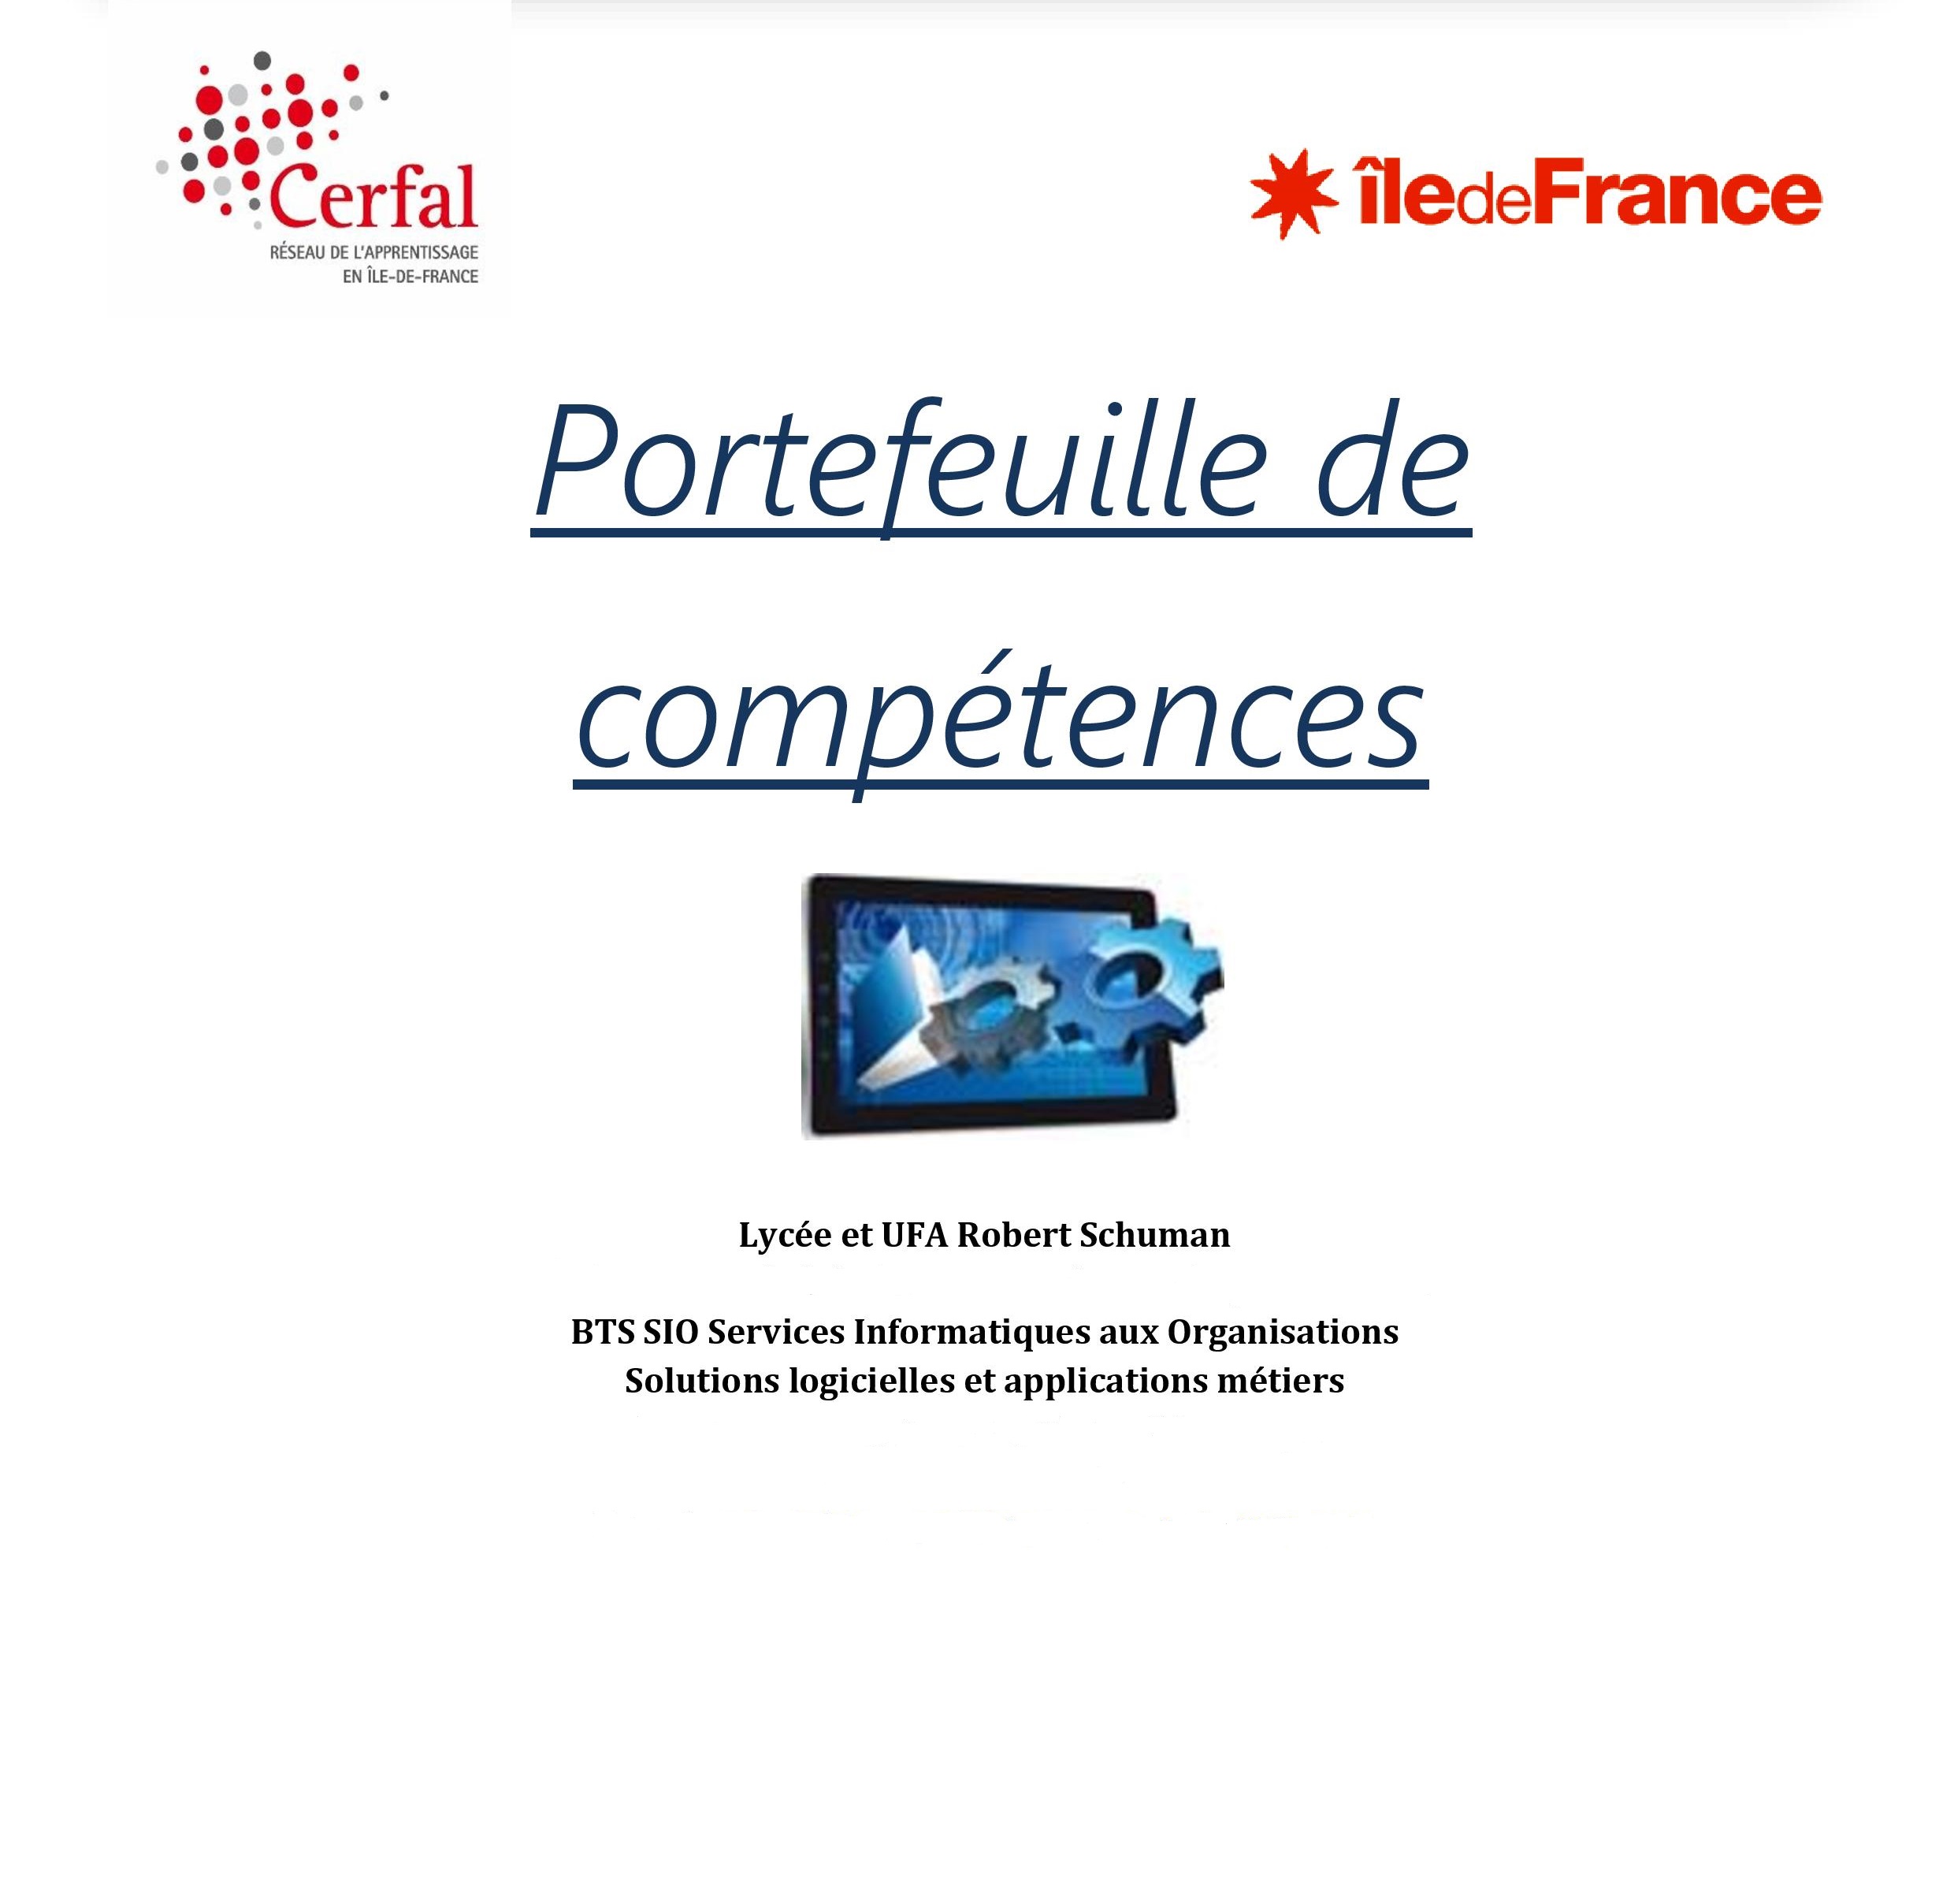 Cerfal
RÉSEAU DE L'APPRENTISSAGE
EN ÎLE-DE-FRANCE
îledeFrance
Portefeuille de
compétences
Lycée et UFA Robert Schuman
BTS SIO Services Informatiques aux Organisations
Solutions logicielles et applications métiers